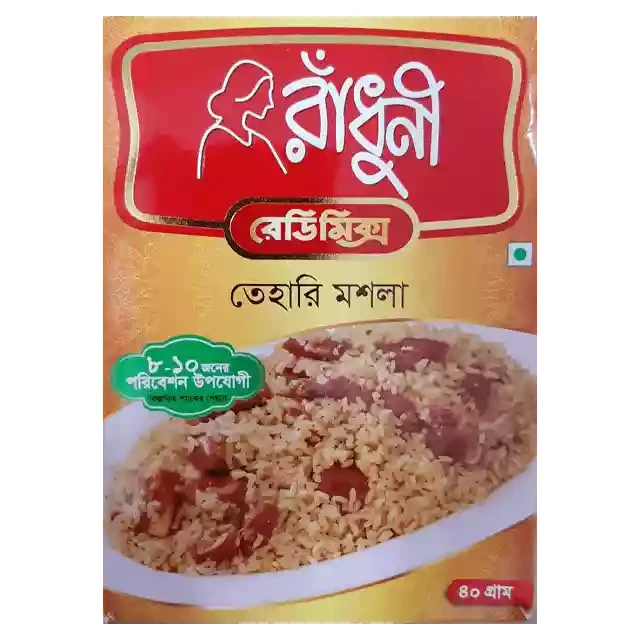 রাঁধুনী
রেডিমিক্স
তেহারি মশলা
৮-১০ জনের
পরিবেশন উপযোগী
৪০ গ্রাম